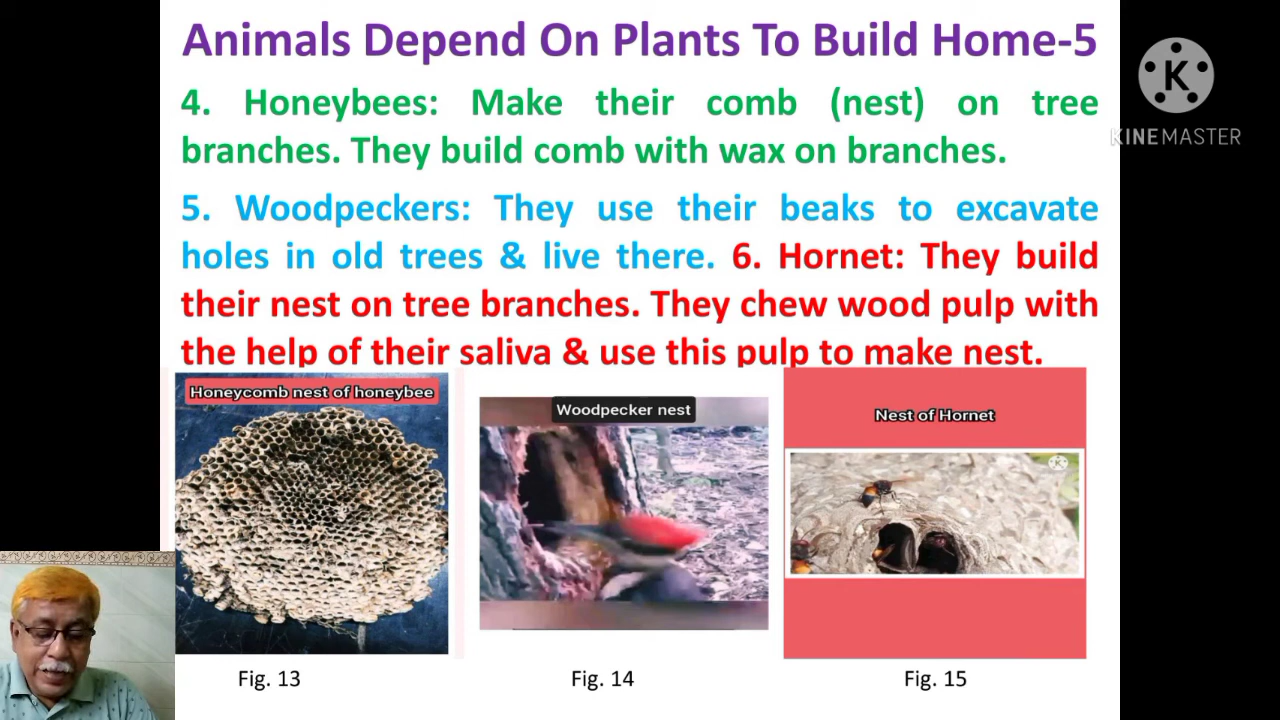 Animals Depend On Plants To Build Home-5
4. Honeybees: Make their comb (nest) on tree
branches. They build comb with wax on branches.
5. Woodpeckers: They use their beaks to excavate
holes in old trees & live there. 6. Hornet: They build
their nest on tree branches. They chew wood pulp with
the help of their saliva & use this pulp to make nest.
K
KINEMASTER
Honeycomb nest of honeybee
Woodpecker nest
Nest of Hornet
K
Fig. 13
Fig. 14
Fig. 15